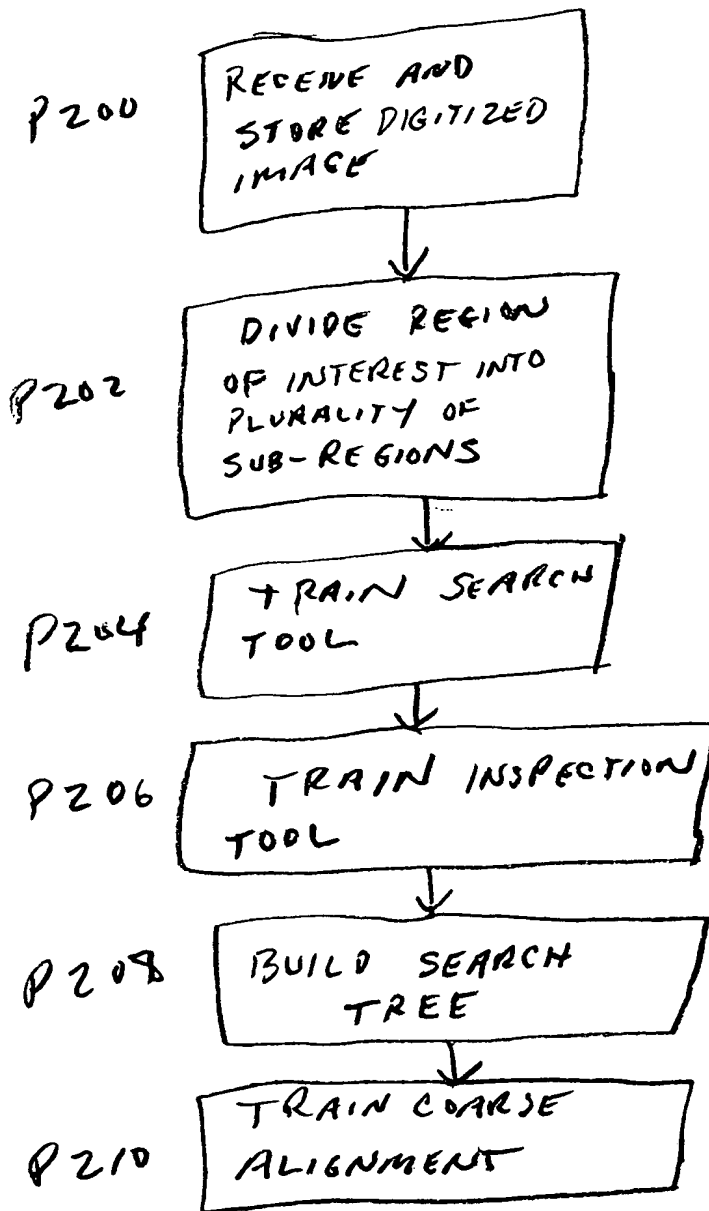 P200
RECEIVE AND
STORE DIGITIZED
IMAGE
P202
DIVIDE REGION
OF INTEREST INTO
PLURALITY OF
SUB-REGIONS
P204
TRAIN SEARCH
TOOL
P206
TRAIN INSPECTION
TOOL
P208
BUILD SEARCH
TREE
P210
TRAIN COARSE
ALIGNMENT